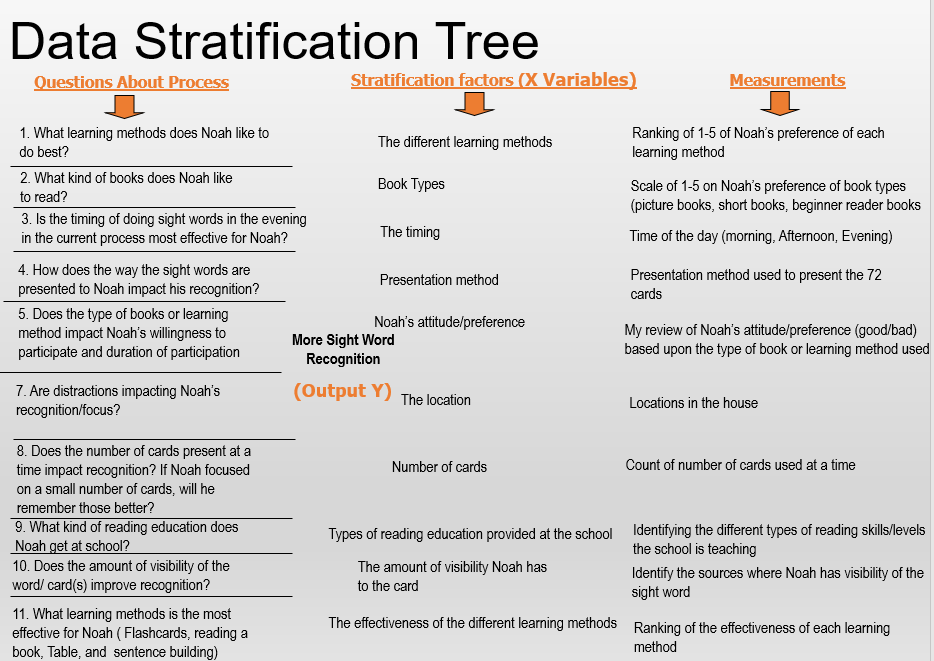 Data Stratification Tree
Questions About Process
Stratification factors (X Variables)
Measurements
1. What learning methods does Noah like to
do best?
The different learning methods
Ranking of 1-5 of Noah's preference of each
learning method
2. What kind of books does Noah like
to read?
Book Types
Scale of 1-5 on Noah's preference of book types
(picture books, short books, beginner reader books
3. Is the timing of doing sight words in the evening
in the current process most effective for Noah?
The timing
Time of the day (morning, Afternoon, Evening)
4. How does the way the sight words are
presented to Noah impact his recognition?
Presentation method
Presentation method used to present the 72
cards
5. Does the type of books or learning
method impact Noah's willingness to
participate and duration of participation
Noah's attitude/preference
My review of Noah's attitude/preference (good/bad)
based upon the type of book or learning method used
More Sight Word
Recognition
(Output Y)
7. Are distractions impacting Noah's
recognition/focus?
The location
Locations in the house
8. Does the number of cards present at a
time impact recognition? If Noah focused
on a small number of cards, will he
remember those better?
Number of cards
Count of number of cards used at a time
9. What kind of reading education does
Noah get at school?
Types of reading education provided at the school
Identifying the different types of reading skills/levels
the school is teaching
10. Does the amount of visibility of the
word/ card(s) improve recognition?
The amount of visibility Noah has
to the card
Identify the sources where Noah has visibility of the
sight word
11. What learning methods is the most
effective for Noah ( Flashcards, reading a
book, Table, and  sentence building)
The effectiveness of the different learning methods
Ranking of the effectiveness of each learning
method